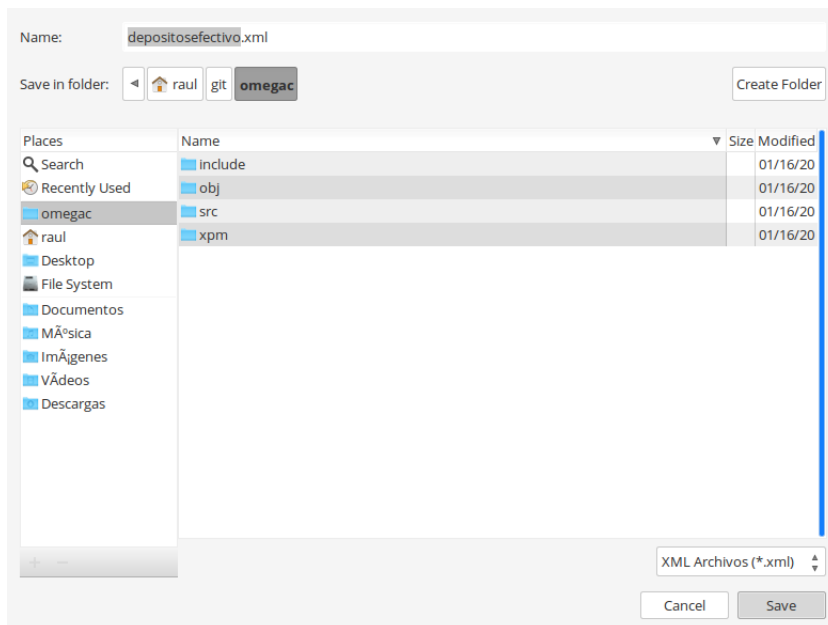 Name: depositosefectivo.xml
Save in folder: raul git omegac Create Folder
Places Name Size Modified
Search include 01/16/20
Recently Used obj 01/16/20
omegac src 01/16/20
raul xpm 01/16/20
Desktop
File System
Documentos
MÃºsica
ImÃ¡genes
VÃdeos
Descargas
XML Archivos (*.xml)
Cancel Save